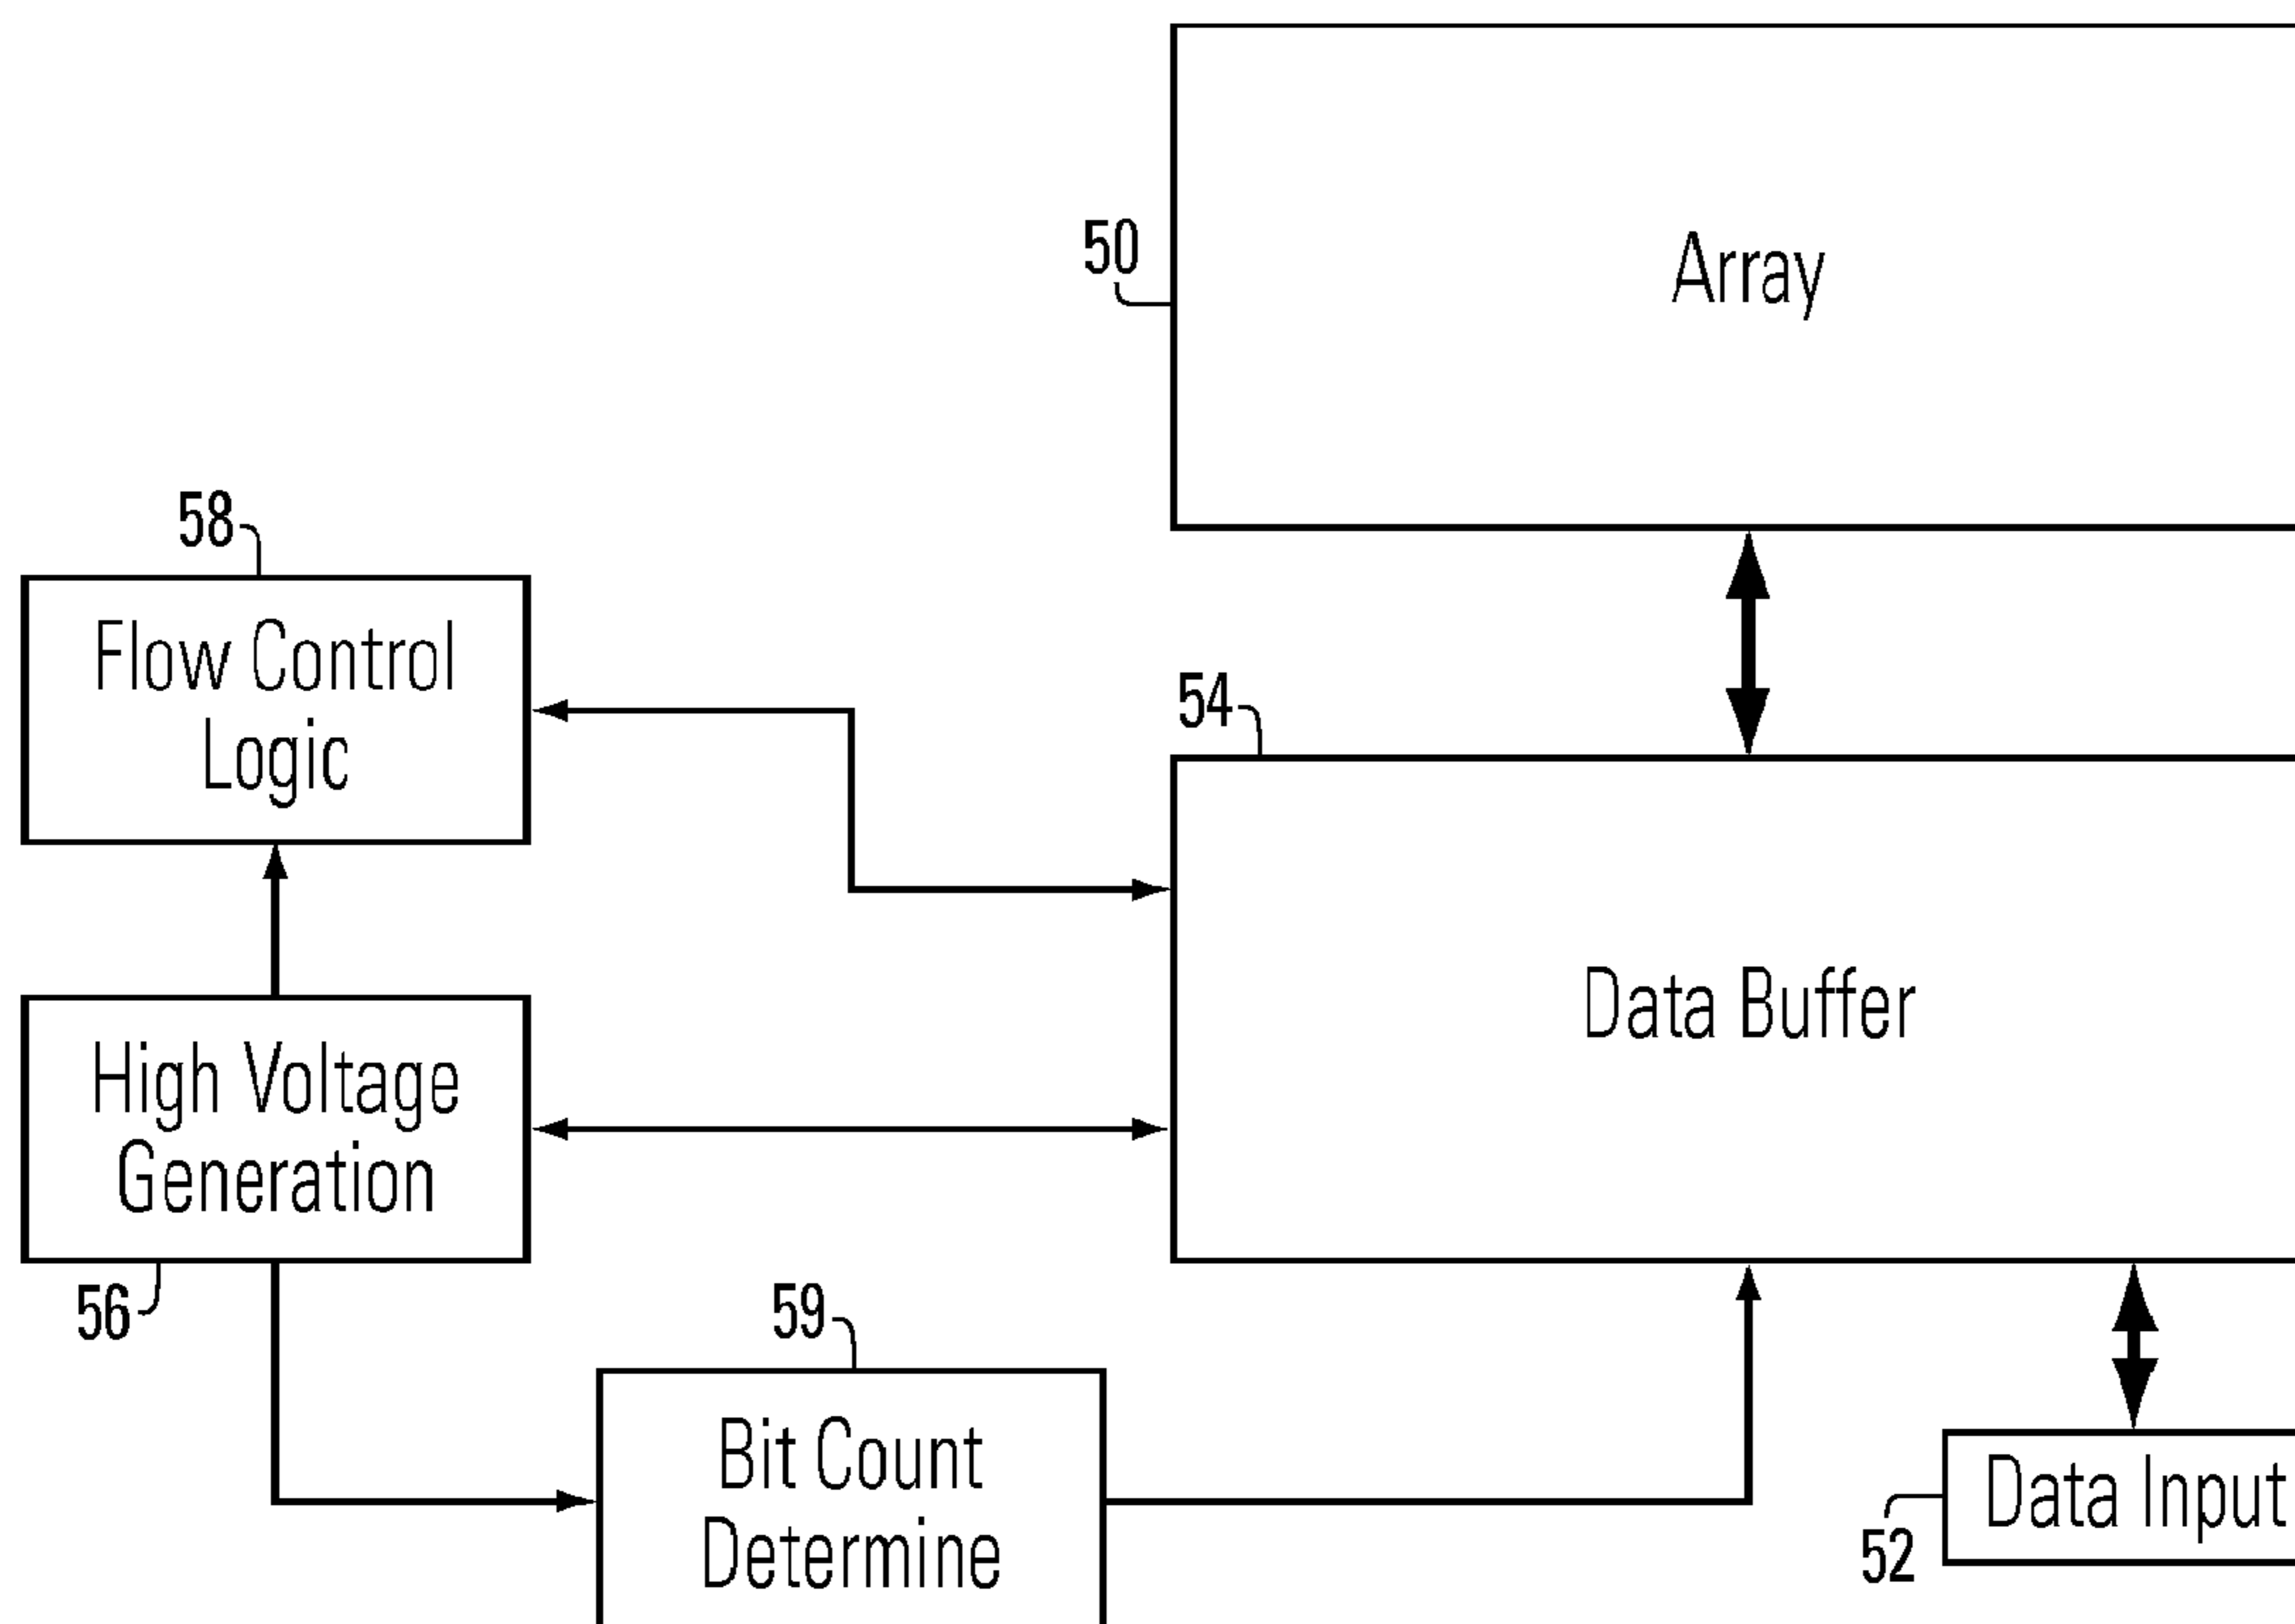 50
Array
58
Flow Control
Logic
54
Data Buffer
High Voltage
Generation
56
59
Bit Count
Determine
Data Input
52